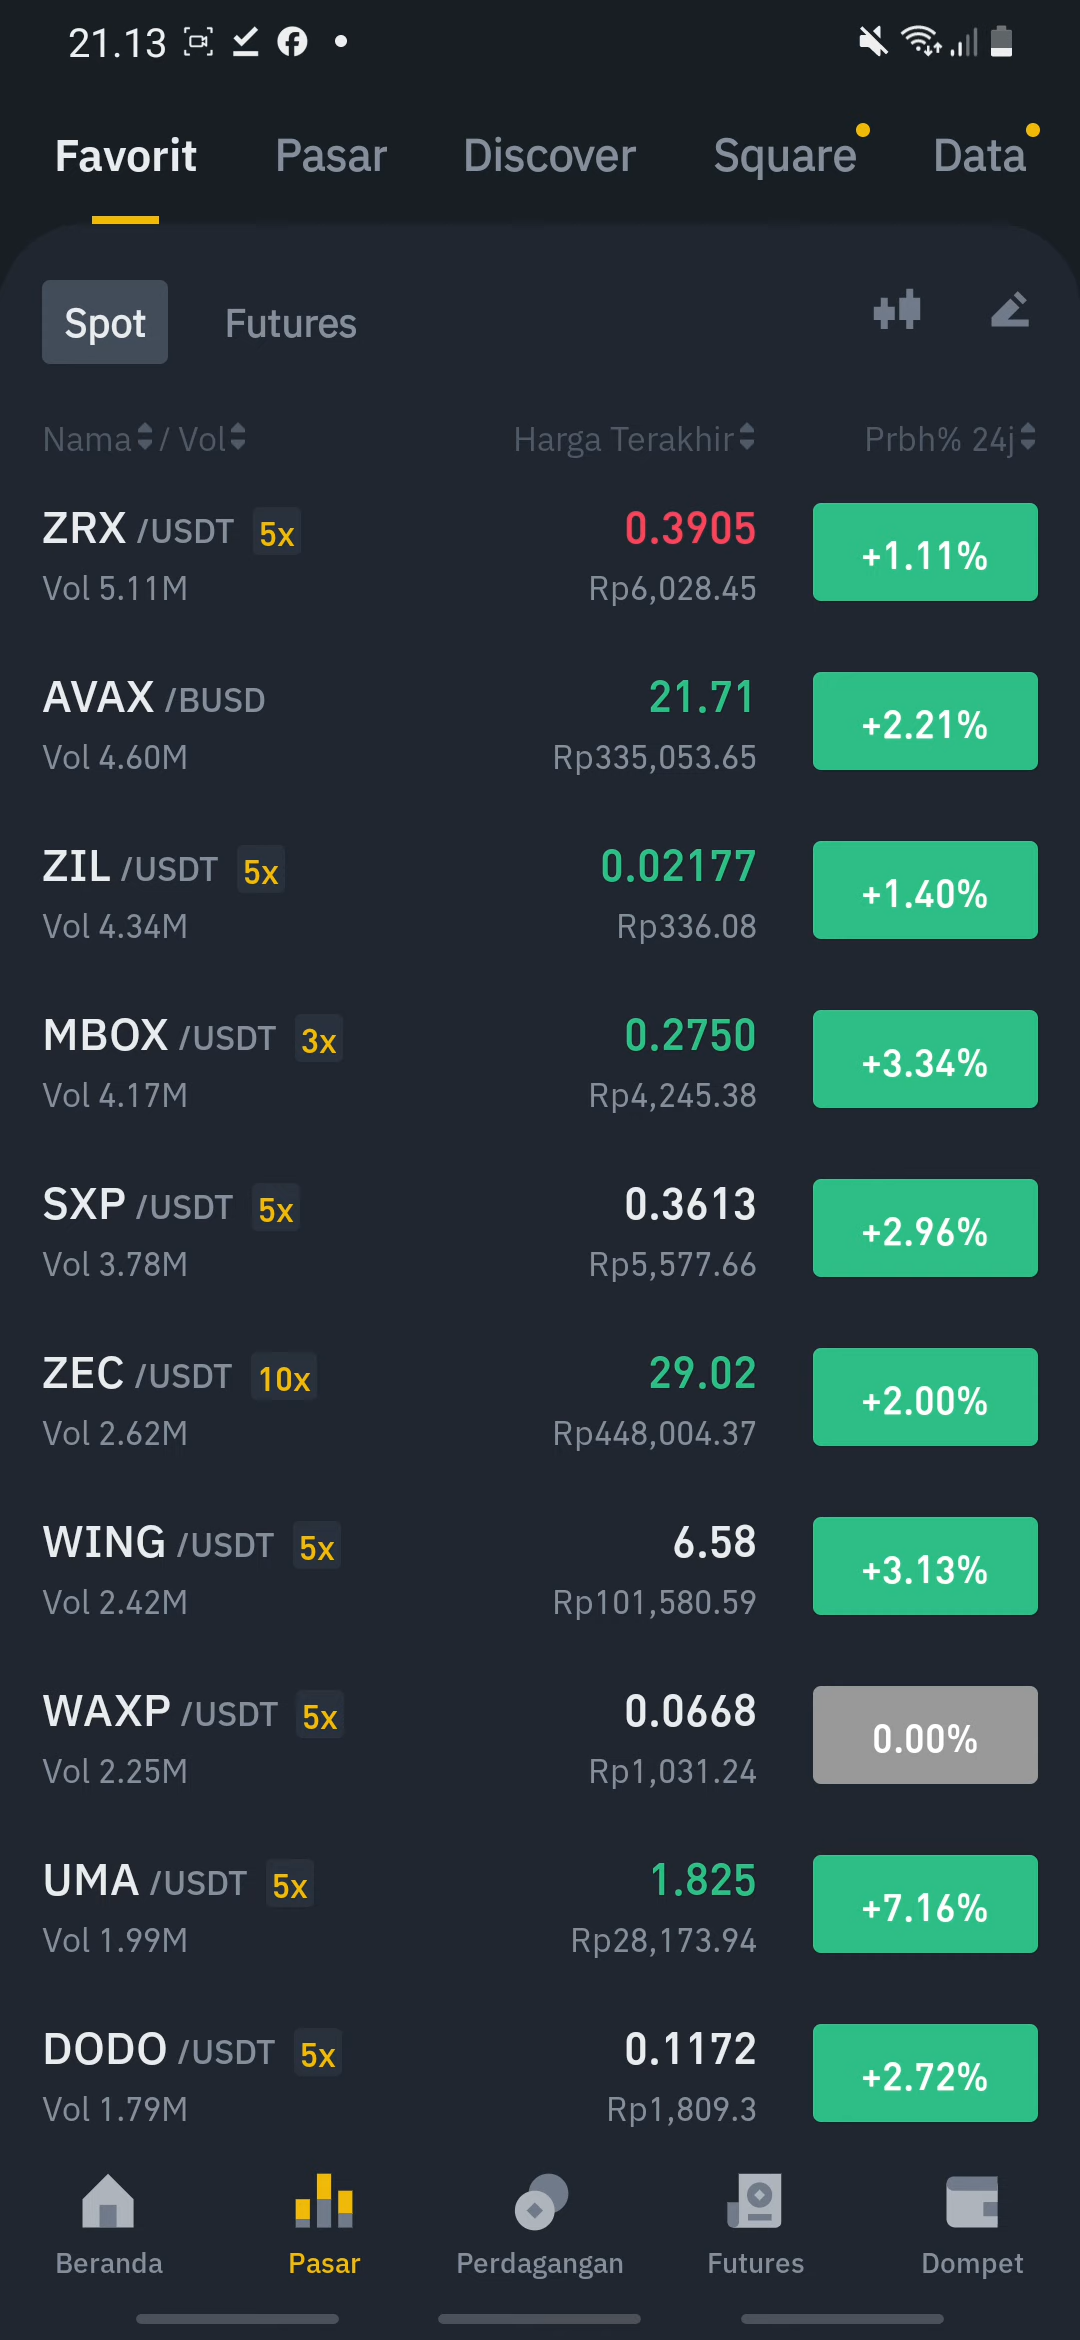 21.13
Favorit Pasar Discover Square Data
Spot Futures
Nama / Vol Harga Terakhir Prbh% 24j
ZRX /USDT 5x 0.3905 +1.11%
Vol 5.11M Rp6,028.45
AVAX /BUSD 21.71 +2.21%
Vol 4.60M Rp335,053.65
ZIL /USDT 5x 0.02177 +1.40%
Vol 4.34M Rp336.08
MBOX /USDT 3x 0.2750 +3.34%
Vol 4.17M Rp4,245.38
SXP /USDT 5x 0.3613 +2.96%
Vol 3.78M Rp5,577.66
ZEC /USDT 10x 29.02 +2.00%
Vol 2.62M Rp448,004.37
WING /USDT 5x 6.58 +3.13%
Vol 2.42M Rp101,580.59
WAXP /USDT 5x 0.0668 0.00%
Vol 2.25M Rp1,031.24
UMA /USDT 5x 1.825 +7.16%
Vol 1.99M Rp28,173.94
DODO /USDT 5x 0.1172 +2.72%
Vol 1.79M Rp1,809.3
Beranda Pasar Perdagangan Futures Dompet